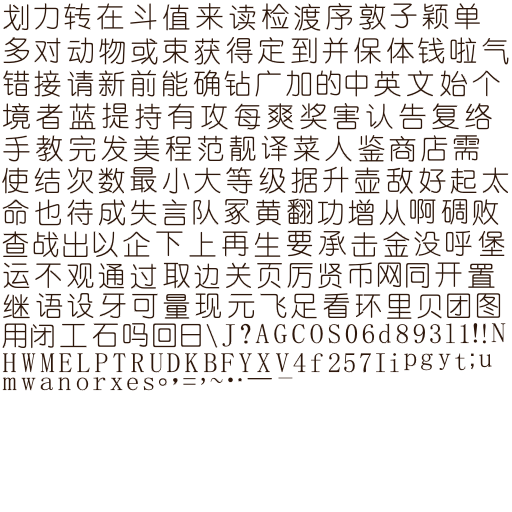 划力转在斗值来读检渡序敦子颖单
多对动物或束获得定到并保体钱啦气
错接请新前能确钻广加的中英文始个
境者蓝提持有攻每爽奖害认告复络
手教完发美程范靓译菜人鉴商店需
使结次数最小大等级据升壶敌好起太
命也待成失言队冢黄翻功增从啊碉败
查战出以企下上再生要承击金没呼堡
运不观通过取边关页厉贤币网同开置
继语设牙可量现元飞足看环里贝团图
用闭工石吗回日\J?AGCOS06d8931l!!N
HWMELPTRUDKBFYXV4f257Iipgyt;u
mwanorxes